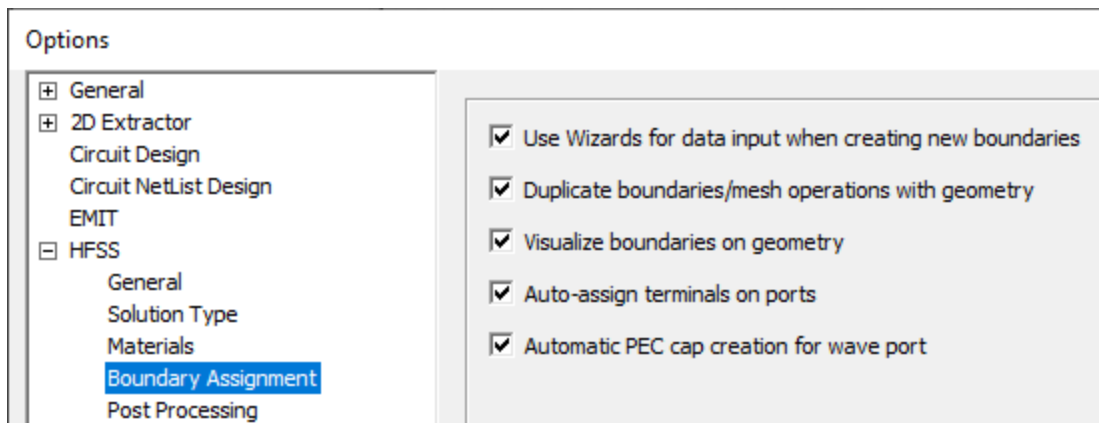 Options
General
2D Extractor
Circuit Design
Circuit NetList Design
EMIT
HFSS
General
Solution Type
Materials
Boundary Assignment
Post Processing
Use Wizards for data input when creating new boundaries
Duplicate boundaries/mesh operations with geometry
Visualize boundaries on geometry
Auto-assign terminals on ports
Automatic PEC cap creation for wave port